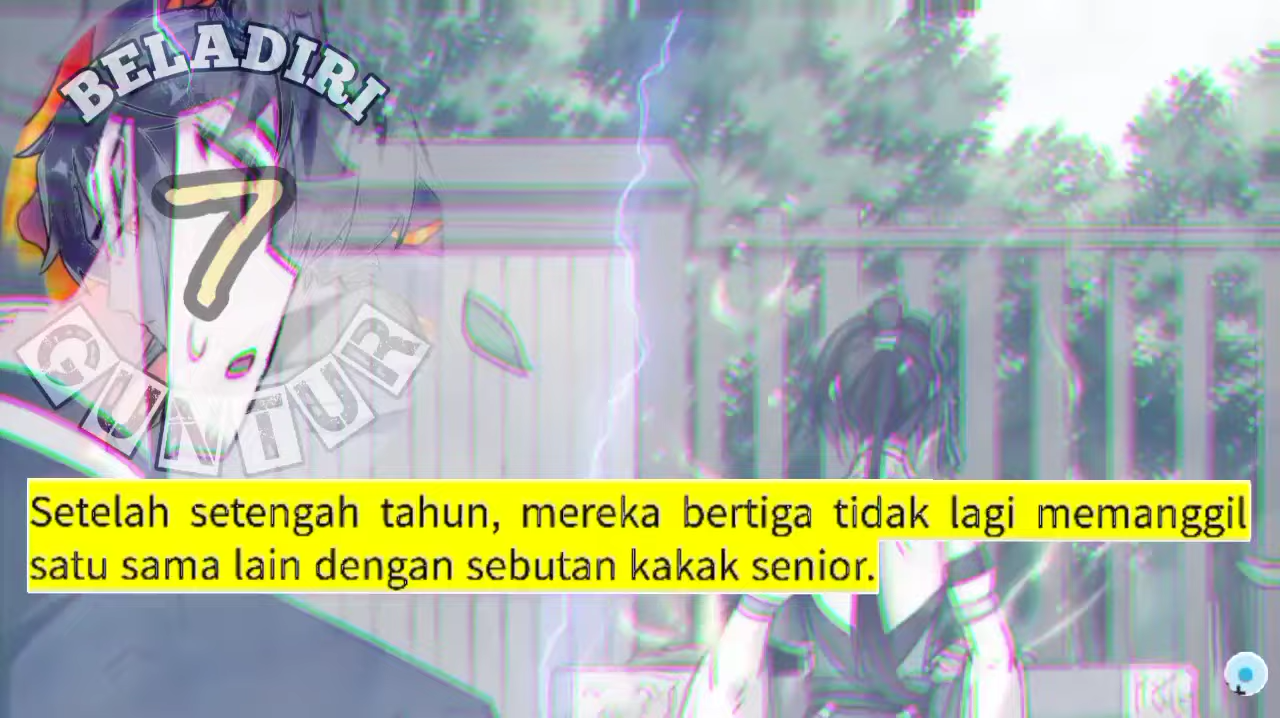 BELADIRI
7
GUNTUR
Setelah setengah tahun, mereka bertiga tidak lagi memanggil
satu sama lain dengan sebutan kakak senior.